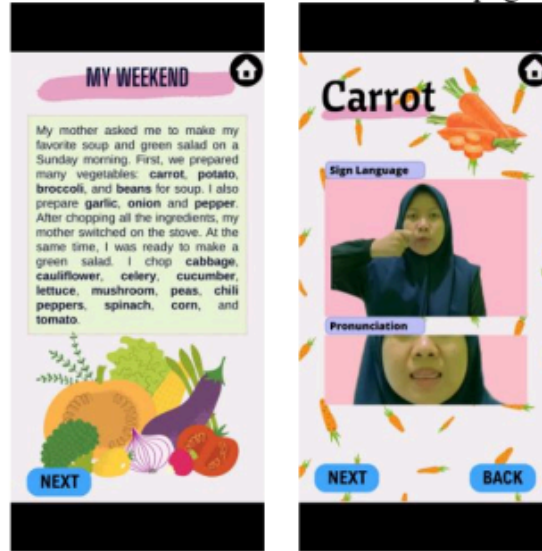 MY WEEKEND
My mother asked me to make my
favorite soup and green salad on a
Sunday morning. First, we prepared
many vegetables: carrot, potato,
broccoli, and beans for soup. I also
prepare garlic, onion and pepper.
After chopping all the ingredients, my
mother switched on the stove. At the
same time, I was ready to make a
green salad. I chop cabbage,
cauliflower, celery, cucumber,
lettuce, mushroom, peas, chili
peppers, spinach, corn, and
tomato.
NEXT
Carrot
Sign Language
Pronunciation
NEXT
BACK